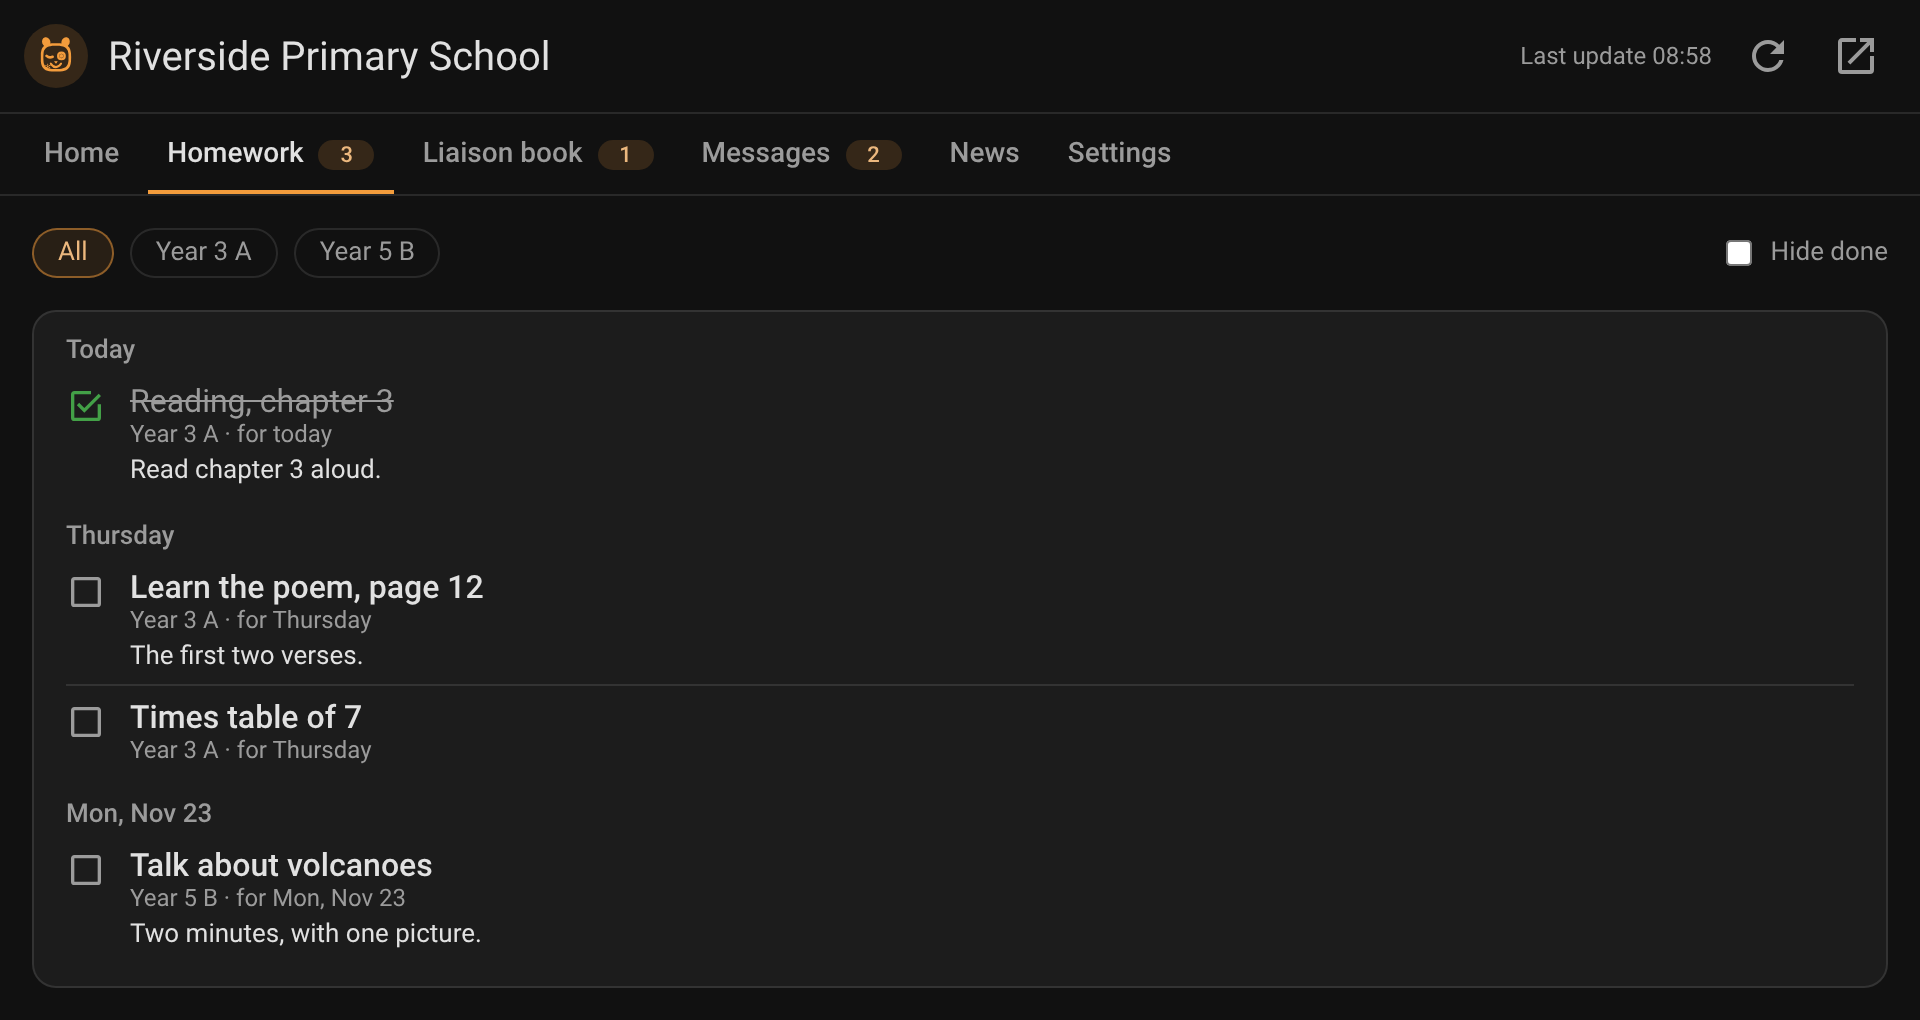 Riverside Primary School
Last update 08:58
Home
Homework 3
Liaison book 1
Messages 2
News
Settings
All
Year 3 A
Year 5 B
Hide done
Today
Reading, chapter 3
Year 3 A · for today
Read chapter 3 aloud.
Thursday
Learn the poem, page 12
Year 3 A · for Thursday
The first two verses.
Times table of 7
Year 3 A · for Thursday
Mon, Nov 23
Talk about volcanoes
Year 5 B · for Mon, Nov 23
Two minutes, with one picture.